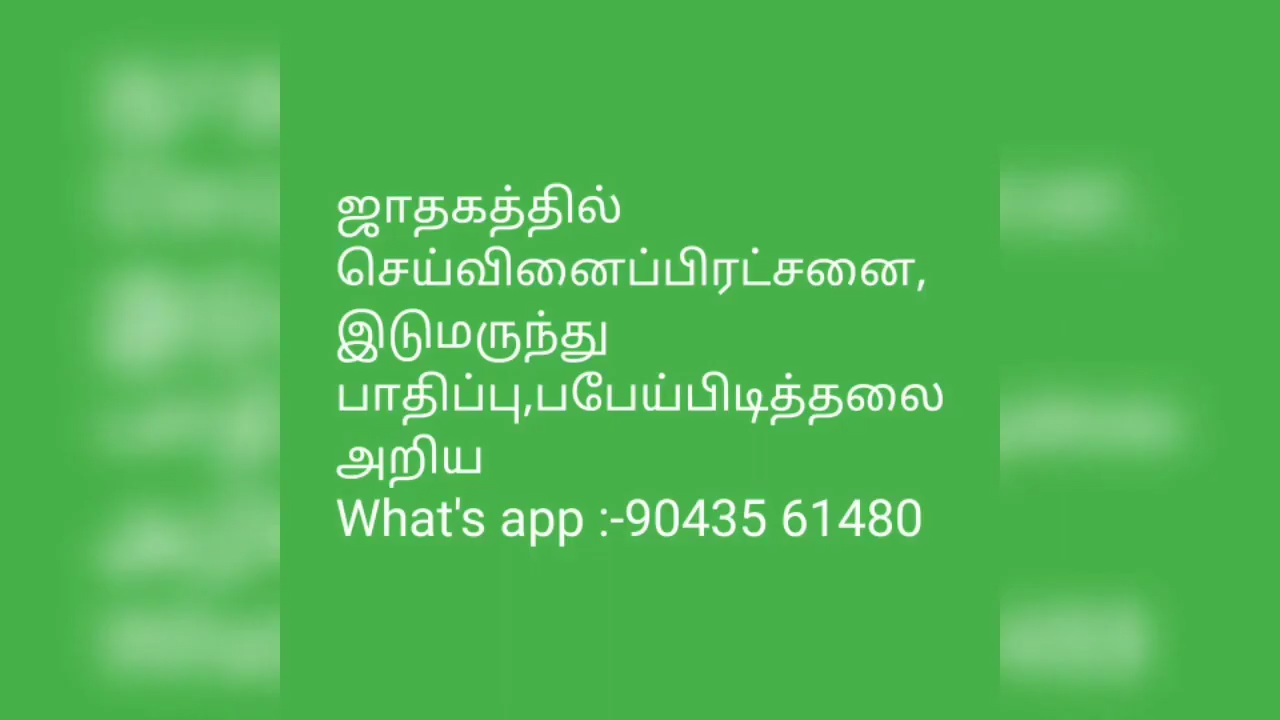 ஜாதகத்தில்
செய்வினைப்பிரட்சனை,
இடுமருந்து
பாதிப்பு,பபேய்பிடித்தலை
அறிய
What's app :-90435 61480